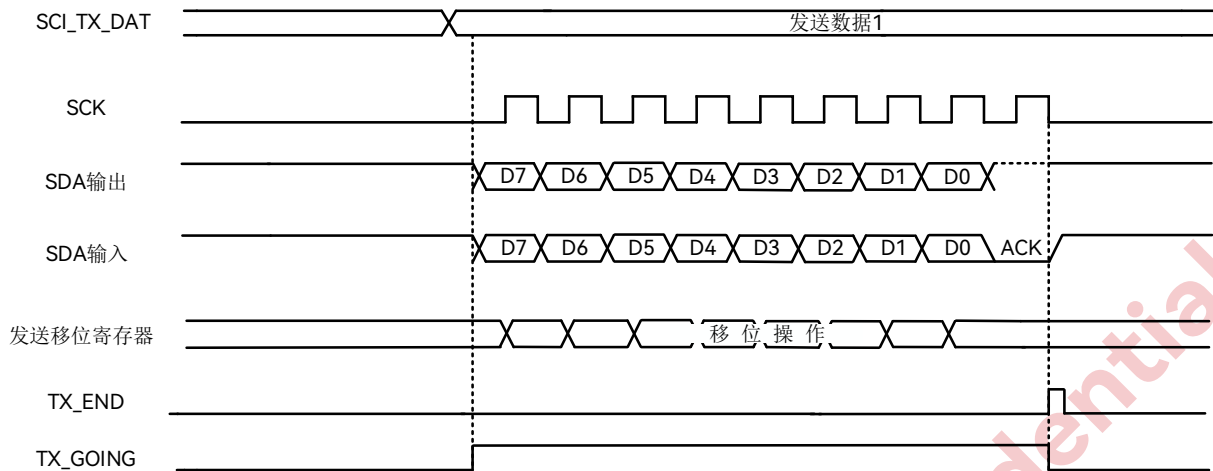 SCI_TX_DAT
发送数据1
SCK
SDA输出
D7 D6 D5 D4 D3 D2 D1 D0
SDA输入
D7 D6 D5 D4 D3 D2 D1 D0 ACK
发送移位寄存器
移 位 操 作
TX_END
TX_GOING
dential